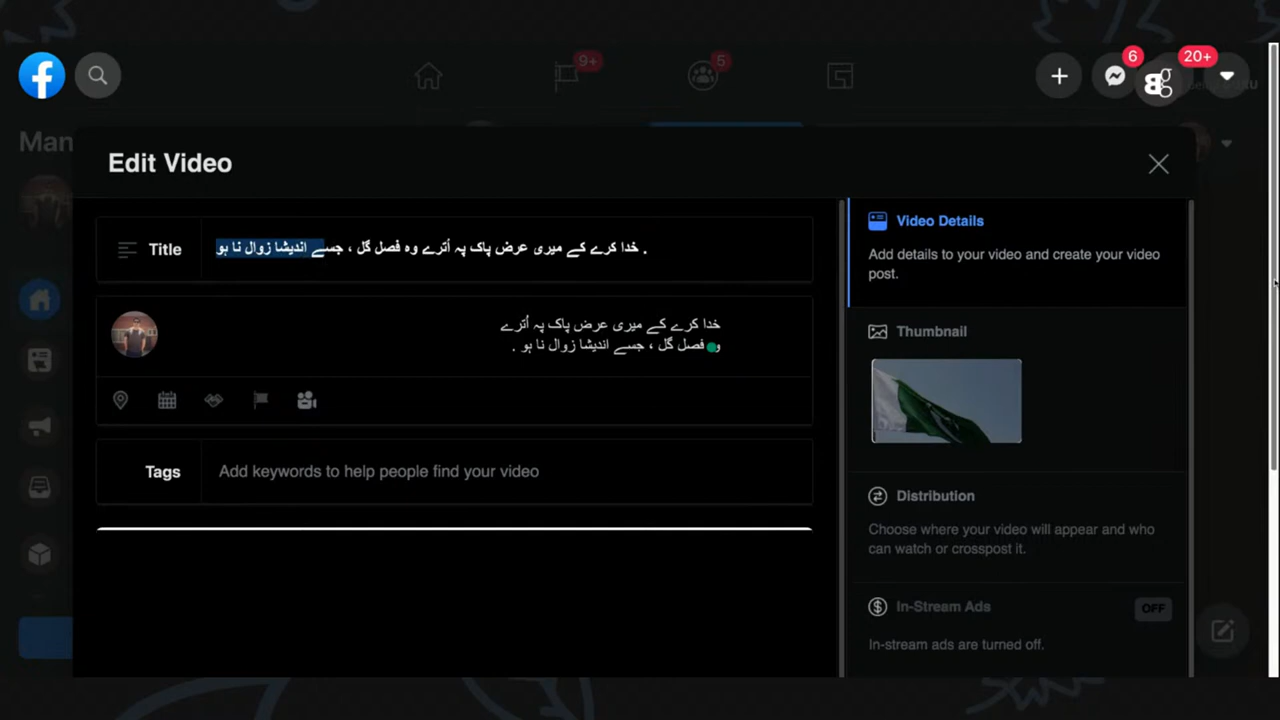 9+
5
6
20+
Man
Edit Video
Title
خدا کرے کے میری عرض پاک پہ اُترے وہ فصل گل ، جسے اندیشا زوال نا ہو .
خدا کرے کے میری عرض پاک پہ اُترے
فصل گل ، جسے اندیشا زوال نا ہو .
Tags
Add keywords to help people find your video
Video Details
Add details to your video and create your video
post.
Thumbnail
Distribution
Choose where your video will appear and who
can watch or crosspost it.
In-Stream Ads
OFF
In-stream ads are turned off.